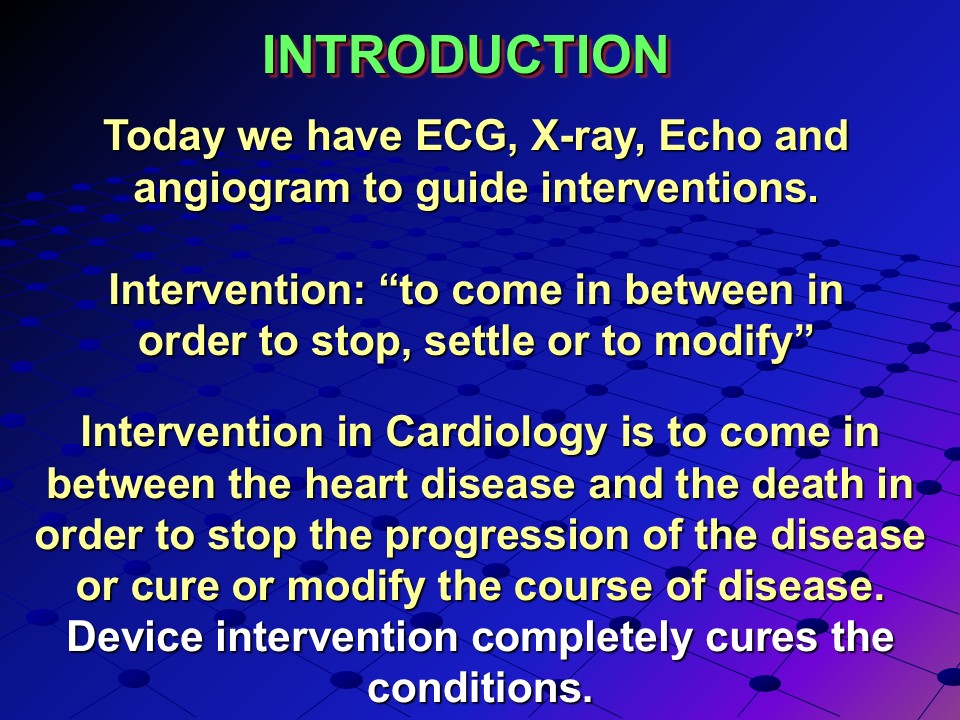 INTRODUCTION
Today we have ECG, X-ray, Echo and
angiogram to guide interventions.
Intervention: “to come in between in
order to stop, settle or to modify”
Intervention in Cardiology is to come in
between the heart disease and the death in
order to stop the progression of the disease
or cure or modify the course of disease.
Device intervention completely cures the
conditions.